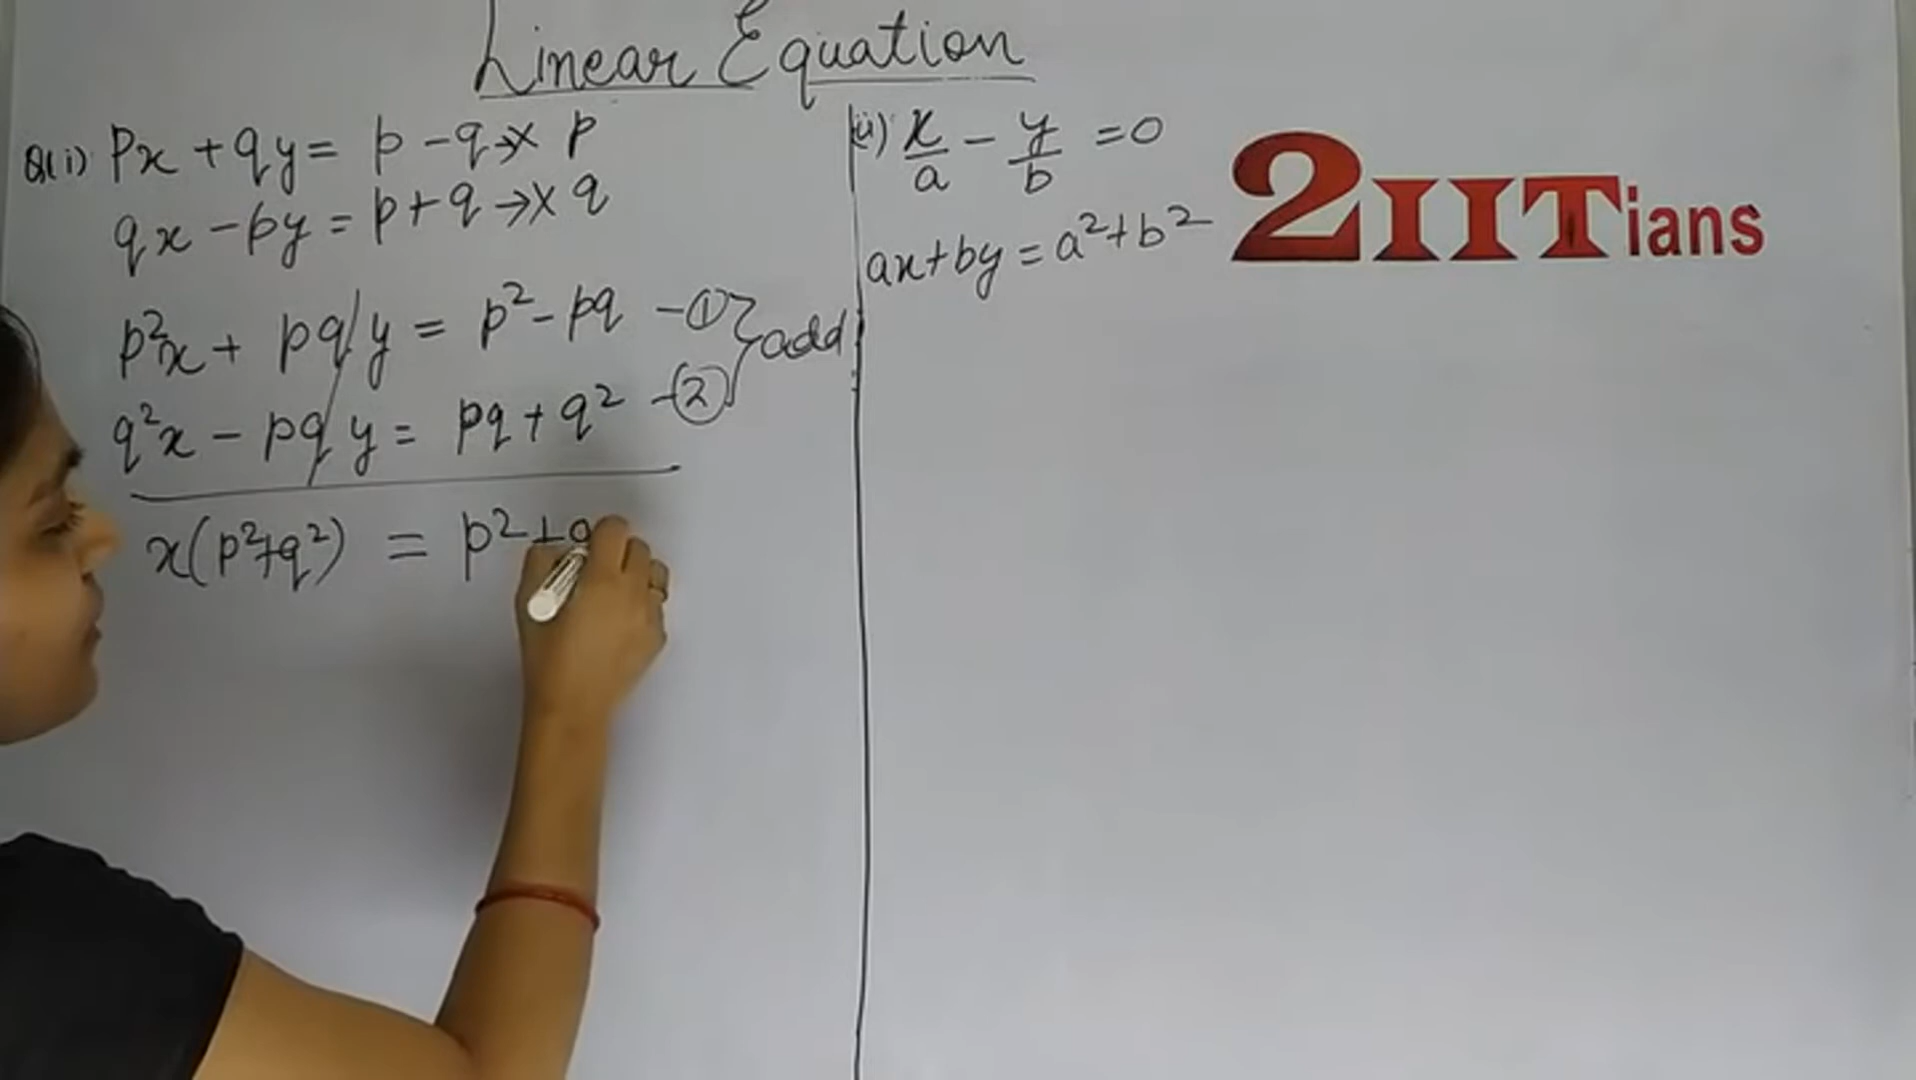 Linear Equation
Q(i) px + qy = p - q → × p
qx - py = p + q → × q
p²x + pqy = p² - pq - ①
add
q²x - pqy = pq + q² - ②
x(p²+q²) = p² + q
(ii) x/a - y/b = 0
ax + by = a² + b²
2IITians